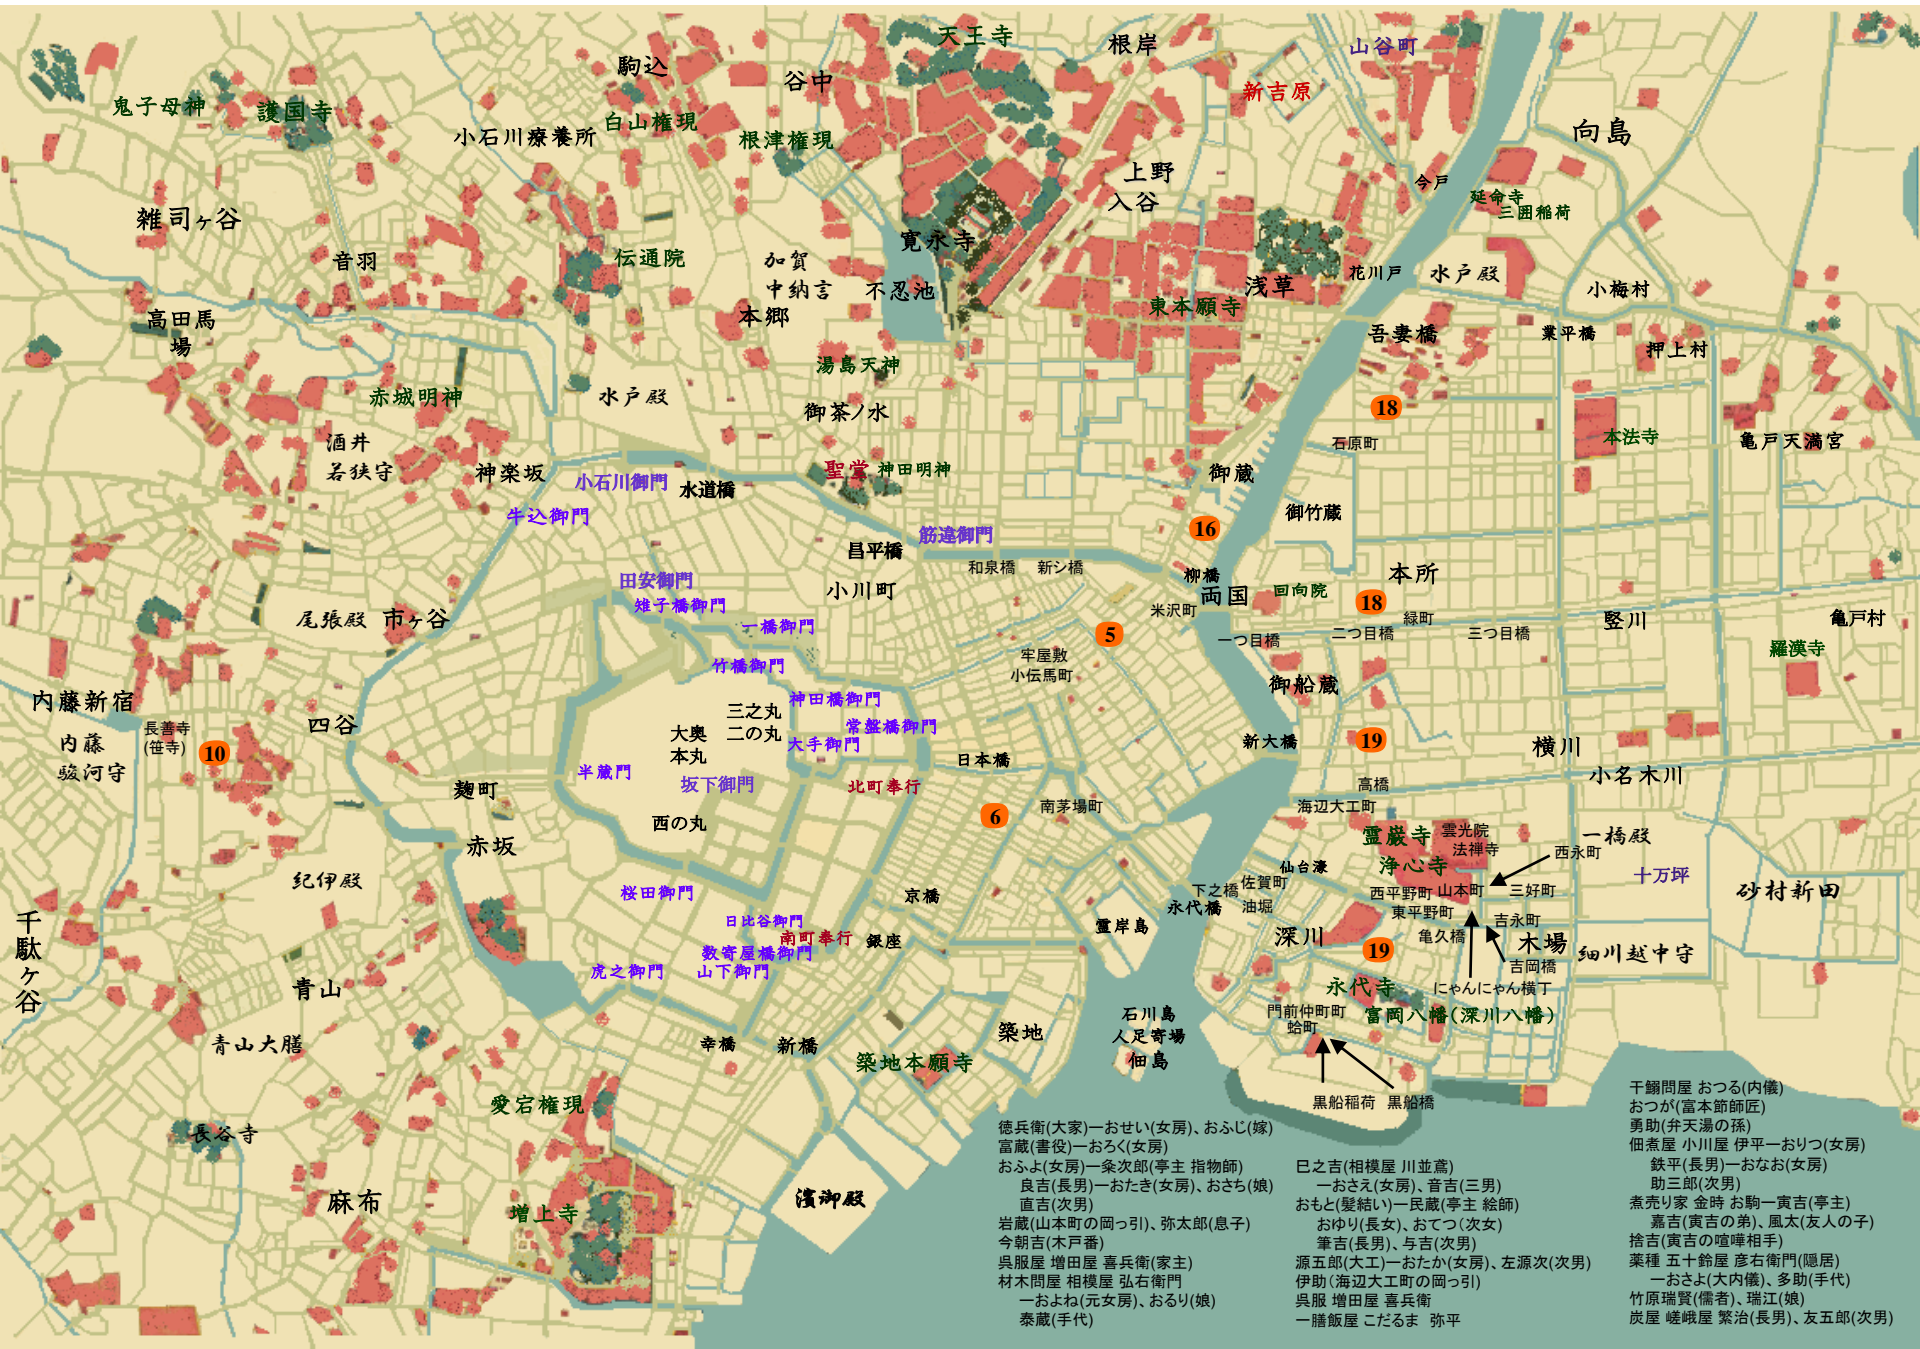 天王寺
根岸
山谷町
駒込
谷中
新吉原
鬼子母神
護国寺
白山権現
小石川療養所
根津権現
向島
上野
入谷
今戸
延命寺
三囲稲荷
雑司ヶ谷
音羽
伝通院
加賀
中納言
本郷
寛永寺
不忍池
浅草
花川戸
水戸殿
小梅村
東本願寺
高田馬
場
吾妻橋
業平橋
押上村
湯島天神
赤城明神
水戸殿
御茶ノ水
18
石原町
本法寺
亀戸天満宮
酒井
若狭守
神楽坂
小石川御門
水道橋
聖堂
神田明神
御蔵
牛込御門
御竹蔵
16
筋違御門
昌平橋
和泉橋
新シ橋
柳橋
両国
本所
田安御門
雉子橋御門
小川町
米沢町
回向院
18
緑町
竪川
亀戸村
尾張殿
市ヶ谷
一橋御門
5
一つ目橋
二つ目橋
三つ目橋
竹橋御門
牢屋敷
小伝馬町
羅漢寺
内藤新宿
神田橋御門
御船蔵
長善寺
(笹寺)
10
四谷
三之丸
二の丸
大奥
本丸
常盤橋御門
大手御門
内藤
駿河守
日本橋
新大橋
19
横川
小名木川
半蔵門
坂下御門
北町奉行
麹町
高橋
海辺大工町
6
南茅場町
西の丸
赤坂
霊巌寺
雲光院
法禅寺
浄心寺
一橋殿
西永町
仙台濠
紀伊殿
桜田御門
京橋
下之橋
佐賀町
永代橋
油堀
西平野町
山本町
三好町
十万坪
砂村新田
東平野町
吉永町
日比谷御門
南町奉行
銀座
霊岸島
深川
亀久橋
木場
細川越中守
千駄ヶ谷
数寄屋橋御門
虎之御門
山下御門
19
吉岡橋
青山
永代寺
にゃんにゃん横丁
門前仲町町
蛤町
富岡八幡(深川八幡)
石川島
人足寄場
佃島
青山大膳
幸橋
新橋
築地
築地本願寺
黒船稲荷
黒船橋
愛宕権現
長谷寺
麻布
増上寺
濱御殿
徳兵衛(大家)ーおせい(女房)、おふじ(嫁)
富蔵(書役)ーおろく(女房)
おふよ(女房)ー粂次郎(亭主 指物師)
良吉(長男)ーおたき(女房)、おさち(娘)
直吉(次男)
岩蔵(山本町の岡っ引)、弥太郎(息子)
今朝吉(木戸番)
呉服屋 増田屋 喜兵衛(家主)
材木問屋 相模屋 弘右衛門
ーおよね(元女房)、おるり(娘)
泰蔵(手代)
巳之吉(相模屋 川並鳶)
ーおさえ(女房)、音吉(三男)
おもと(髪結い)ー民蔵(亭主 絵師)
おゆり(長女)、おてつ(次女)
筆吉(長男)、与吉(次男)
源五郎(大工)ーおたか(女房)、左源次(次男)
伊助(海辺大工町の岡っ引)
呉服 増田屋 喜兵衛
一膳飯屋 こだるま 弥平
干鰯問屋 おつる(内儀)
おつが(富本節師匠)
勇助(弁天湯の孫)
佃煮屋 小川屋 伊平ーおりつ(女房)
鉄平(長男)ーおなお(女房)
助三郎(次男)
煮売り家 金時 お駒ー寅吉(亭主)
嘉吉(寅吉の弟)、風太(友人の子)
捨吉(寅吉の喧嘩相手)
薬種 五十鈴屋 彦右衛門(隠居)
ーおさよ(大内儀)、多助(手代)
竹原瑞賢(儒者)、瑞江(娘)
炭屋 嵯峨屋 繁治(長男)、友五郎(次男)